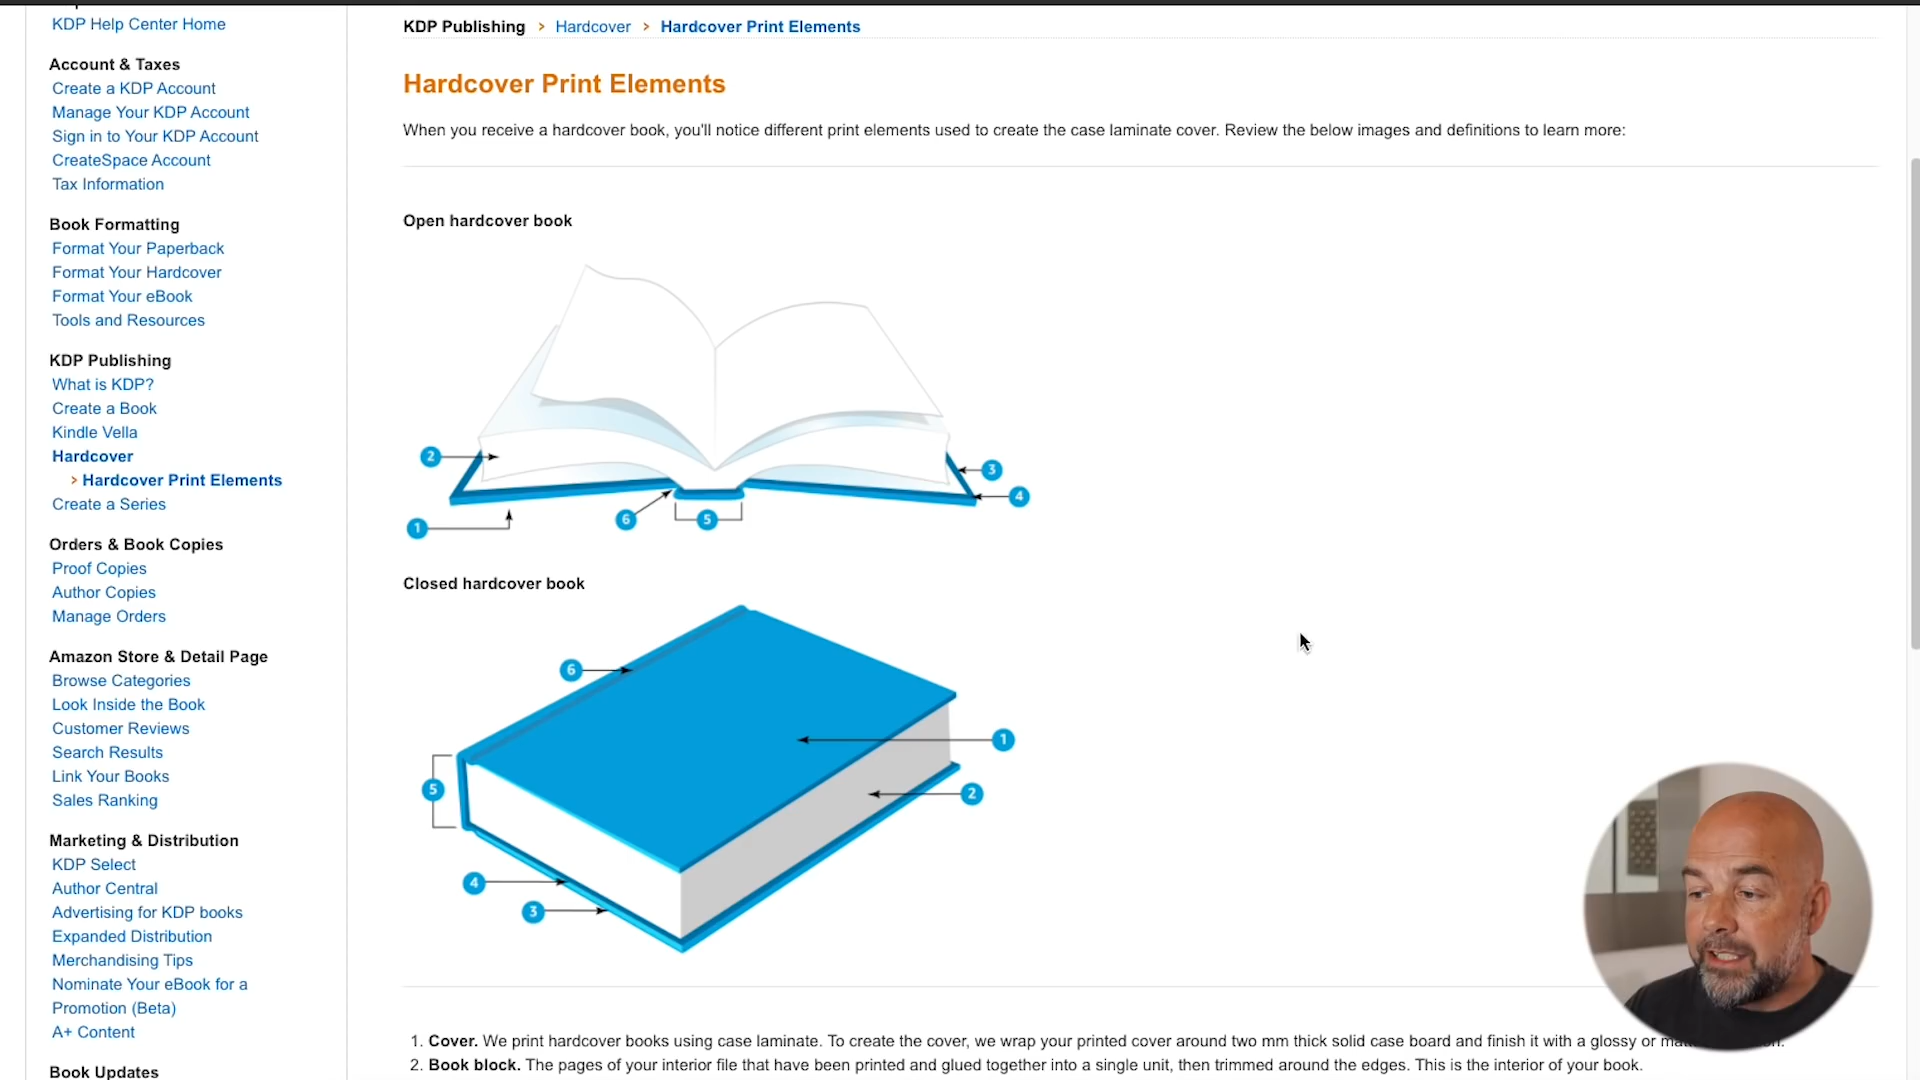 KDP Help Center Home
Account & Taxes
Create a KDP Account
Manage Your KDP Account
Sign in to Your KDP Account
CreateSpace Account
Tax Information
Book Formatting
Format Your Paperback
Format Your Hardcover
Format Your eBook
Tools and Resources
KDP Publishing
What is KDP?
Create a Book
Kindle Vella
Hardcover
> Hardcover Print Elements
Create a Series
Orders & Book Copies
Proof Copies
Author Copies
Manage Orders
Amazon Store & Detail Page
Browse Categories
Look Inside the Book
Customer Reviews
Search Results
Link Your Books
Sales Ranking
Marketing & Distribution
KDP Select
Author Central
Advertising for KDP books
Expanded Distribution
Merchandising Tips
Nominate Your eBook for a
Promotion (Beta)
A+ Content
Book Updates
KDP Publishing > Hardcover > Hardcover Print Elements
Hardcover Print Elements
When you receive a hardcover book, you'll notice different print elements used to create the case laminate cover. Review the below images and definitions to learn more:
Open hardcover book
2
3
4
6
5
1
Closed hardcover book
6
1
5
2
4
3
1. Cover. We print hardcover books using case laminate. To create the cover, we wrap your printed cover around two mm thick solid case board and finish it with a glossy or
2. Book block. The pages of your interior file that have been printed and glued together into a single unit, then trimmed around the edges. This is the interior of your book.